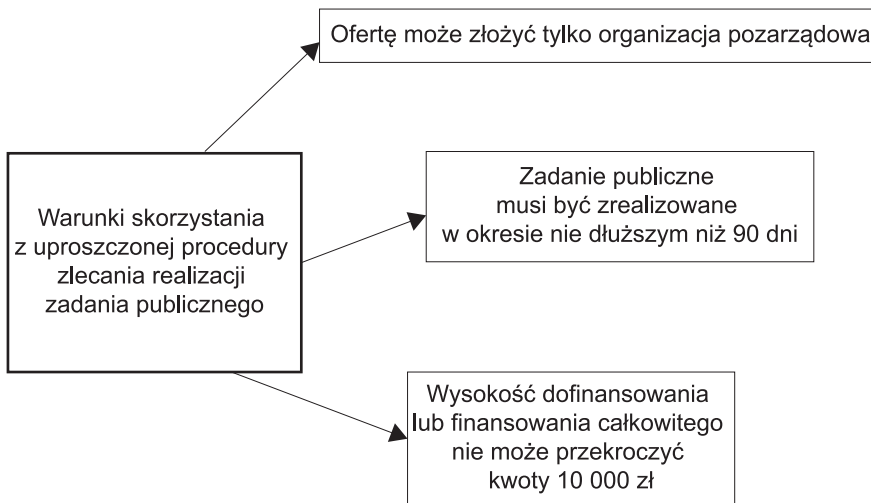 Ofertę może złożyć tylko organizacja pozarządowa
Warunki skorzystania
z uproszczonej procedury
zlecania realizacji
zadania publicznego
Zadanie publiczne
musi być zrealizowane
w okresie nie dłuższym niż 90 dni
Wysokość dofinansowania
lub finansowania całkowitego
nie może przekroczyć
kwoty 10 000 zł